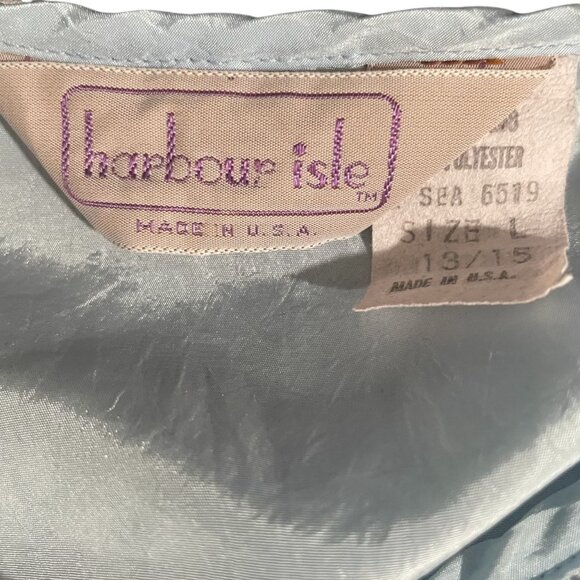 harbour isle
TM
MADE IN U.S.A.
POLYESTER
SEA 6519
SIZE L
13/15
MADE IN U.S.A.